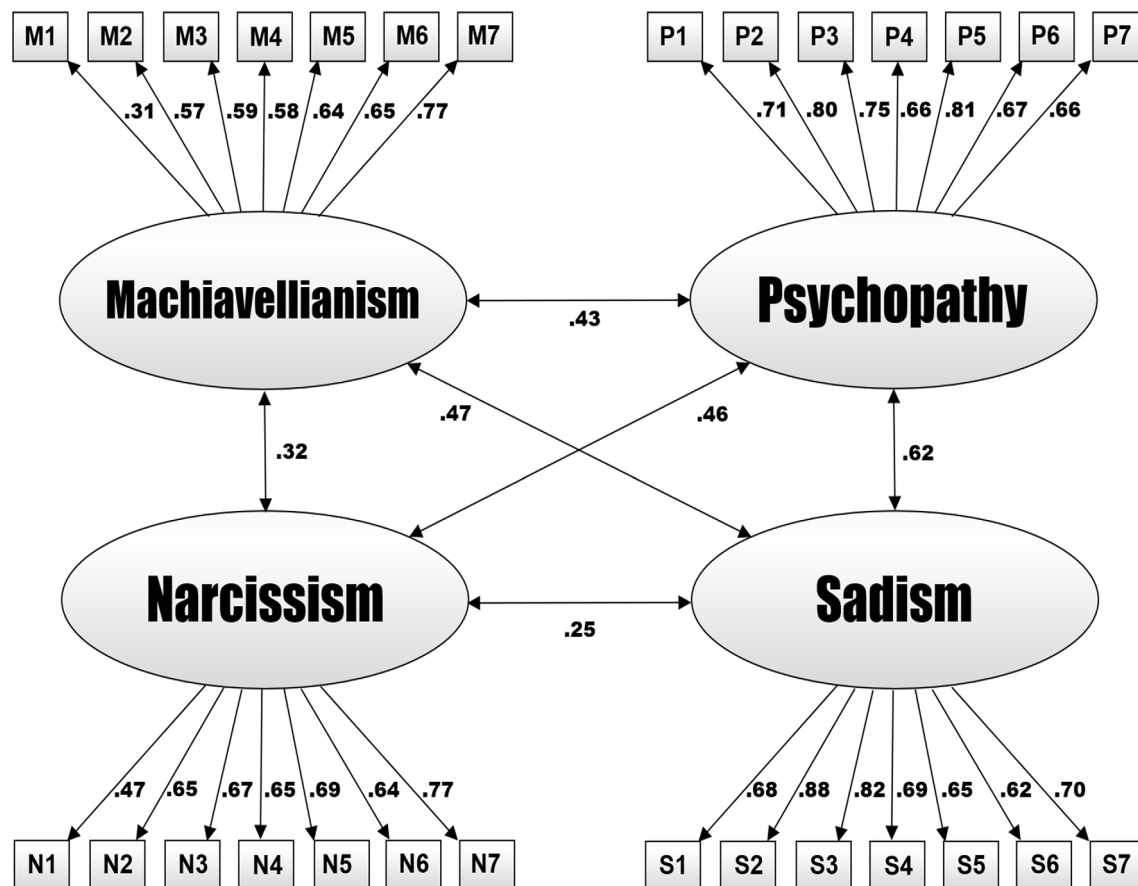 M1 M2 M3 M4 M5 M6 M7 P1 P2 P3 P4 P5 P6 P7
.31 .57 .59 .58 .64 .65 .77 .71 .80 .75 .66 .81 .67 .66
Machiavellianism Psychopathy
.43
.47 .46
.32 .62
Narcissism Sadism
.25
.47 .65 .67 .65 .69 .64 .77 .68 .88 .82 .69 .65 .62 .70
N1 N2 N3 N4 N5 N6 N7 S1 S2 S3 S4 S5 S6 S7